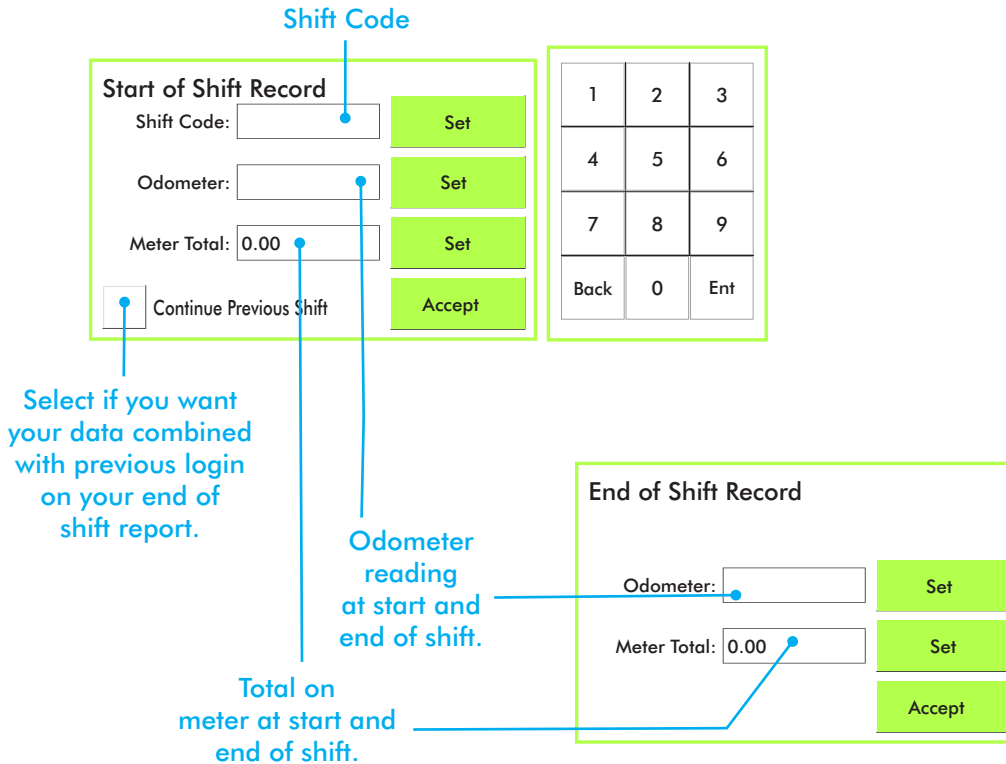 Shift Code
Start of Shift Record
Shift Code:
Set
Odometer:
Set
Meter Total: 0.00
Set
Continue Previous Shift
Accept
1 2 3
4 5 6
7 8 9
Back 0 Ent
Select if you want
your data combined
with previous login
on your end of
shift report.
Odometer
reading
at start and
end of shift.
Total on
meter at start and
end of shift.
End of Shift Record
Odometer:
Set
Meter Total: 0.00
Set
Accept